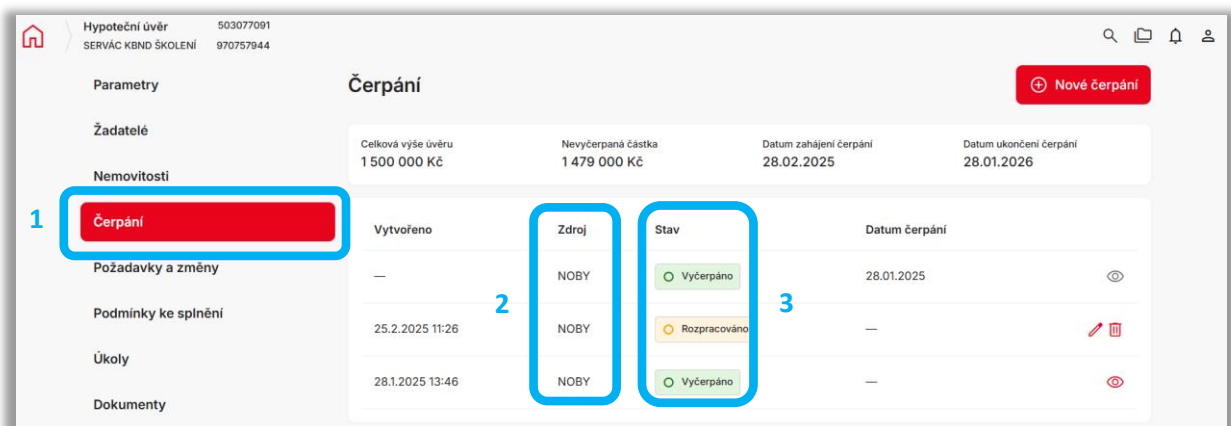 Hypoteční úvěr 503077091
SERVÁC KBND ŠKOLENÍ 970757944
Parametry
Žadatelé
Nemovitosti
1
Čerpání
Požadavky a změny
Podmínky ke splnění
Úkoly
Dokumenty
Čerpání
Nové čerpání
Celková výše úvěru Nevyčerpaná částka Datum zahájení čerpání Datum ukončení čerpání
1 500 000 Kč 1 479 000 Kč 28.02.2025 28.01.2026
Vytvořeno Zdroj Stav Datum čerpání
— NOBY Vyčerpáno 28.01.2025
2 3
25.2.2025 11:26 NOBY Rozpracováno —
28.1.2025 13:46 NOBY Vyčerpáno —